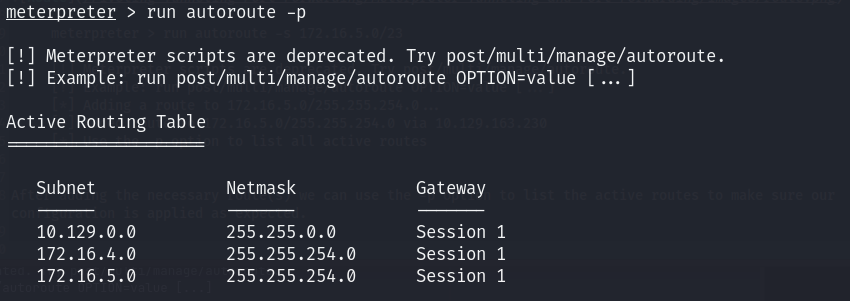 meterpreter > run autoroute -p
[!] Meterpreter scripts are deprecated. Try post/multi/manage/autoroute.
[!] Example: run post/multi/manage/autoroute OPTION=value [...]
Active Routing Table
====================
Subnet Netmask Gateway
------ ------- -------
10.129.0.0 255.255.0.0 Session 1
172.16.4.0 255.255.254.0 Session 1
172.16.5.0 255.255.254.0 Session 1